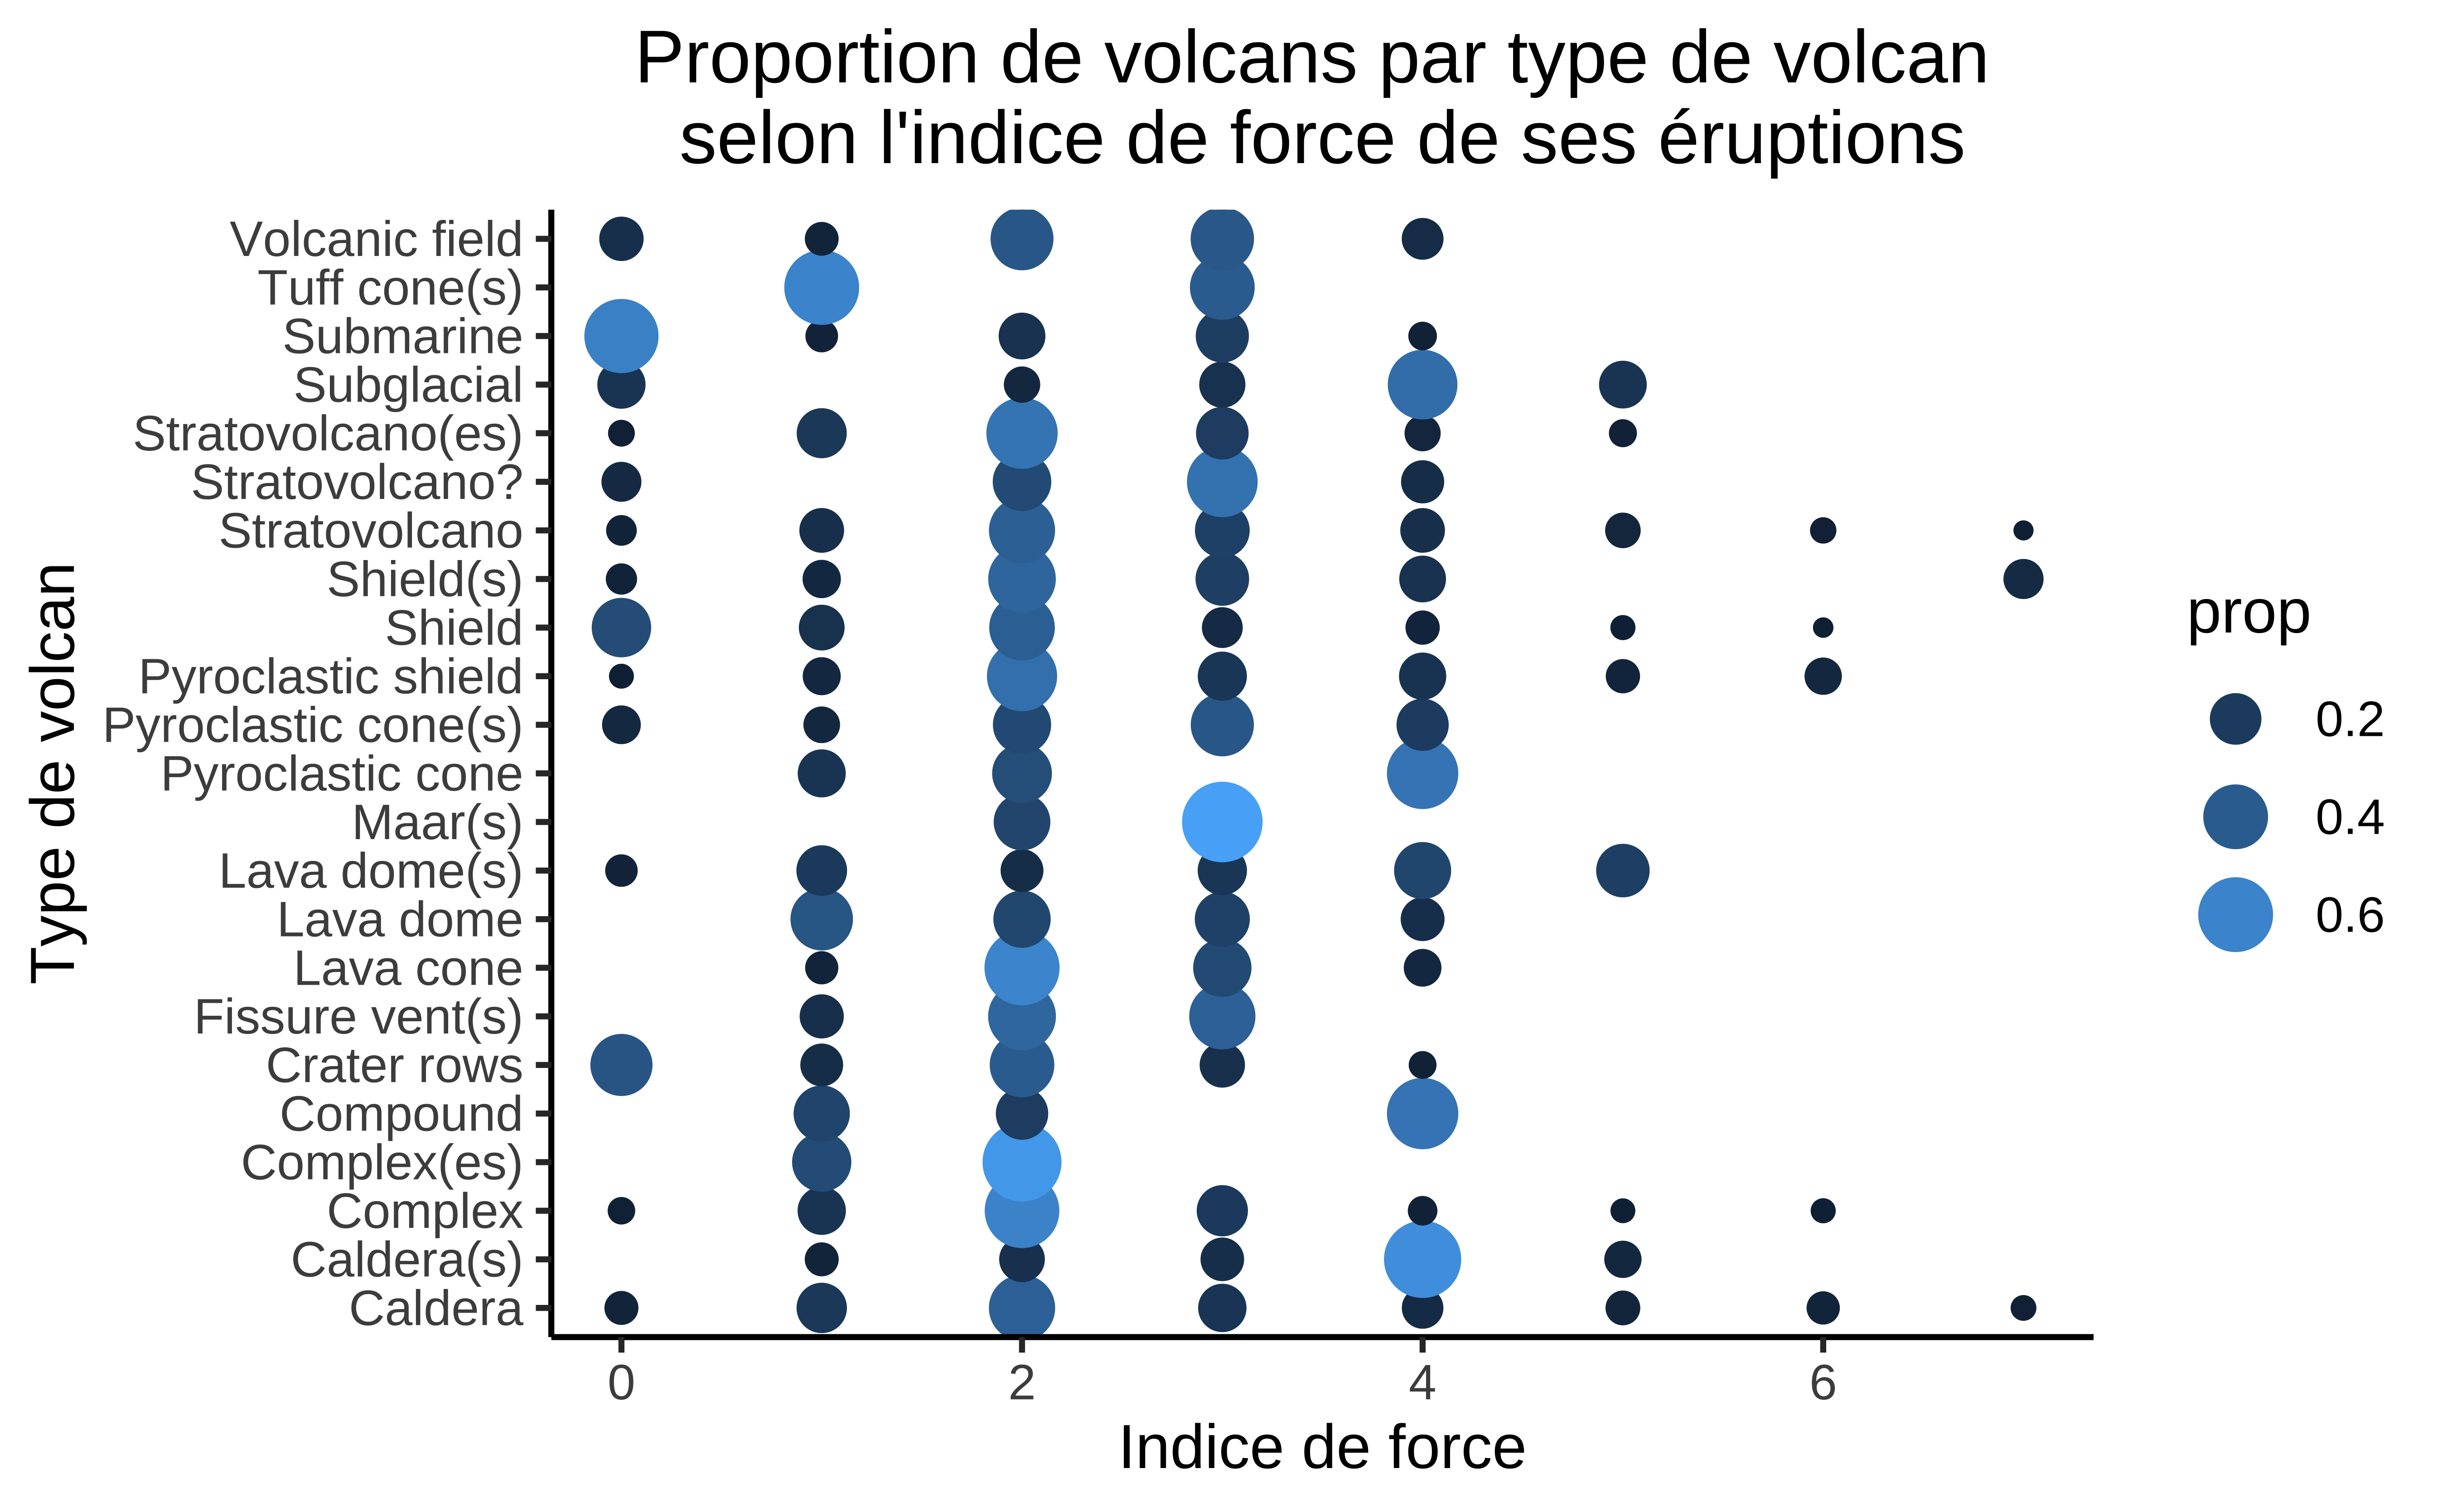 Proportion de volcans par type de volcan
selon l'indice de force de ses éruptions
Type de volcan
Volcanic field
Tuff cone(s)
Submarine
Subglacial
Stratovolcano(es)
Stratovolcano?
Stratovolcano
Shield(s)
Shield
Pyroclastic shield
Pyroclastic cone(s)
Pyroclastic cone
Maar(s)
Lava dome(s)
Lava dome
Lava cone
Fissure vent(s)
Crater rows
Compound
Complex(es)
Complex
Caldera(s)
Caldera
0 2 4 6
Indice de force
prop
0.2
0.4
0.6